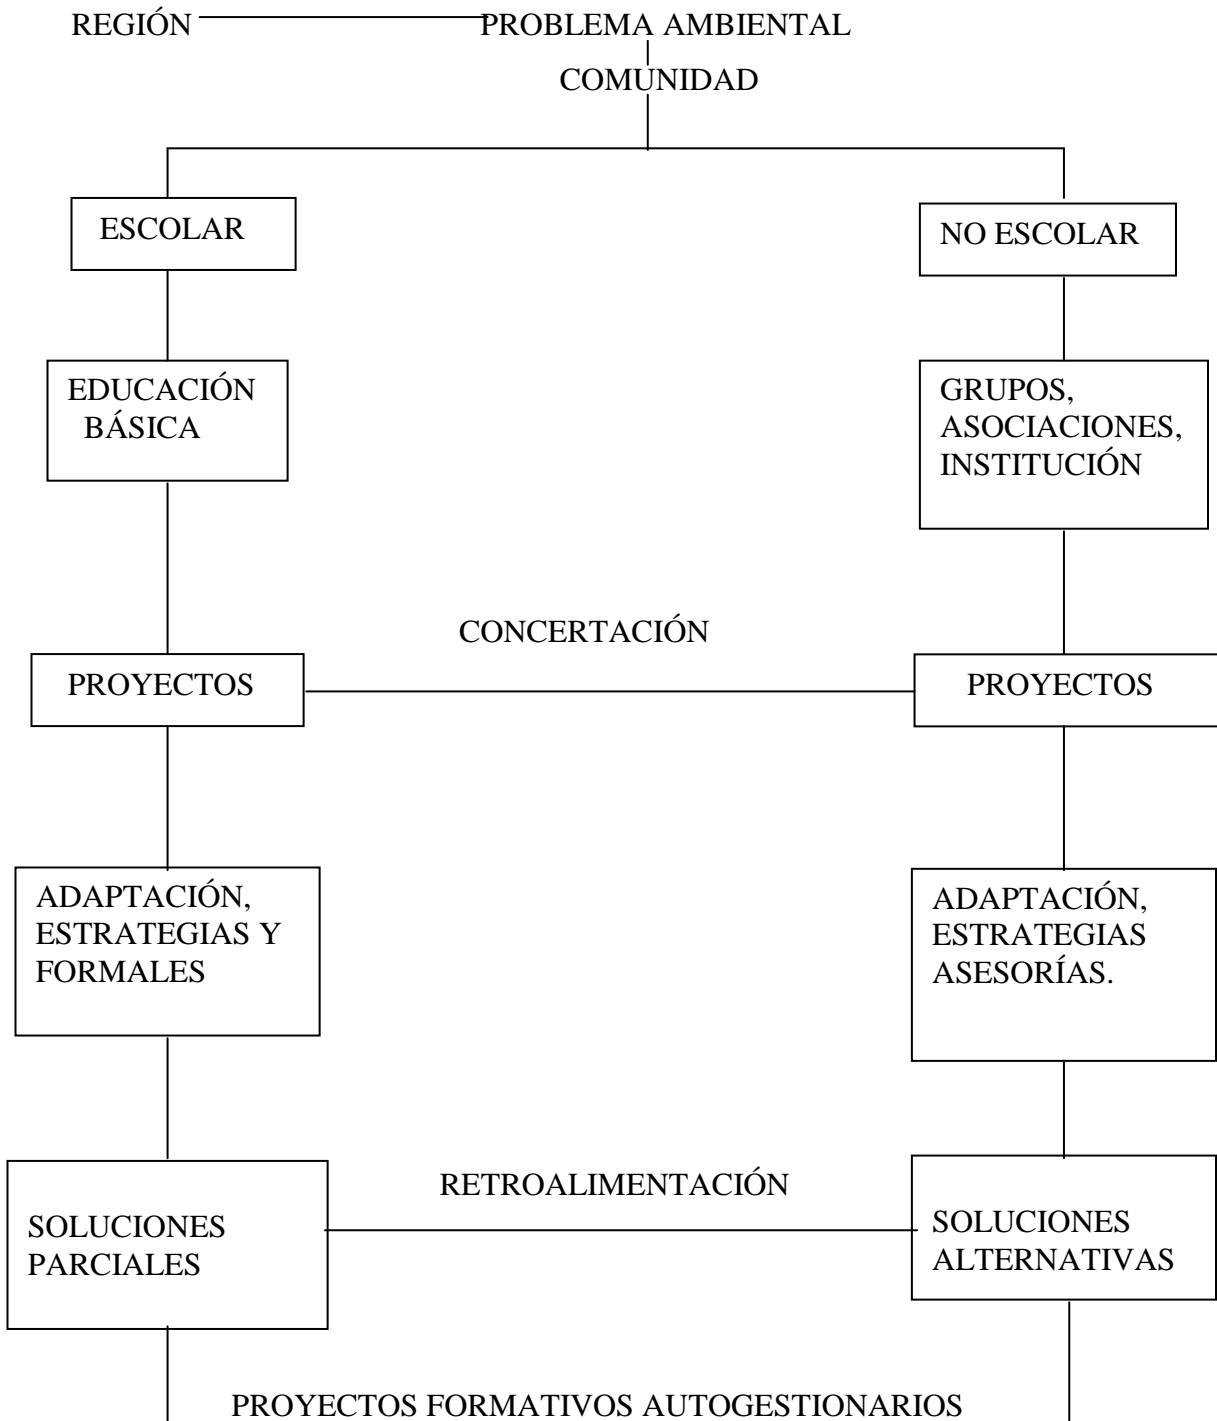 REGIÓN PROBLEMA AMBIENTAL
COMUNIDAD
ESCOLAR
NO ESCOLAR
EDUCACIÓN
BÁSICA
GRUPOS,
ASOCIACIONES,
INSTITUCIÓN
CONCERTACIÓN
PROYECTOS
PROYECTOS
ADAPTACIÓN,
ESTRATEGIAS Y
FORMALES
ADAPTACIÓN,
ESTRATEGIAS
ASESORÍAS.
RETROALIMENTACIÓN
SOLUCIONES
PARCIALES
SOLUCIONES
ALTERNATIVAS
PROYECTOS FORMATIVOS AUTOGESTIONARIOS